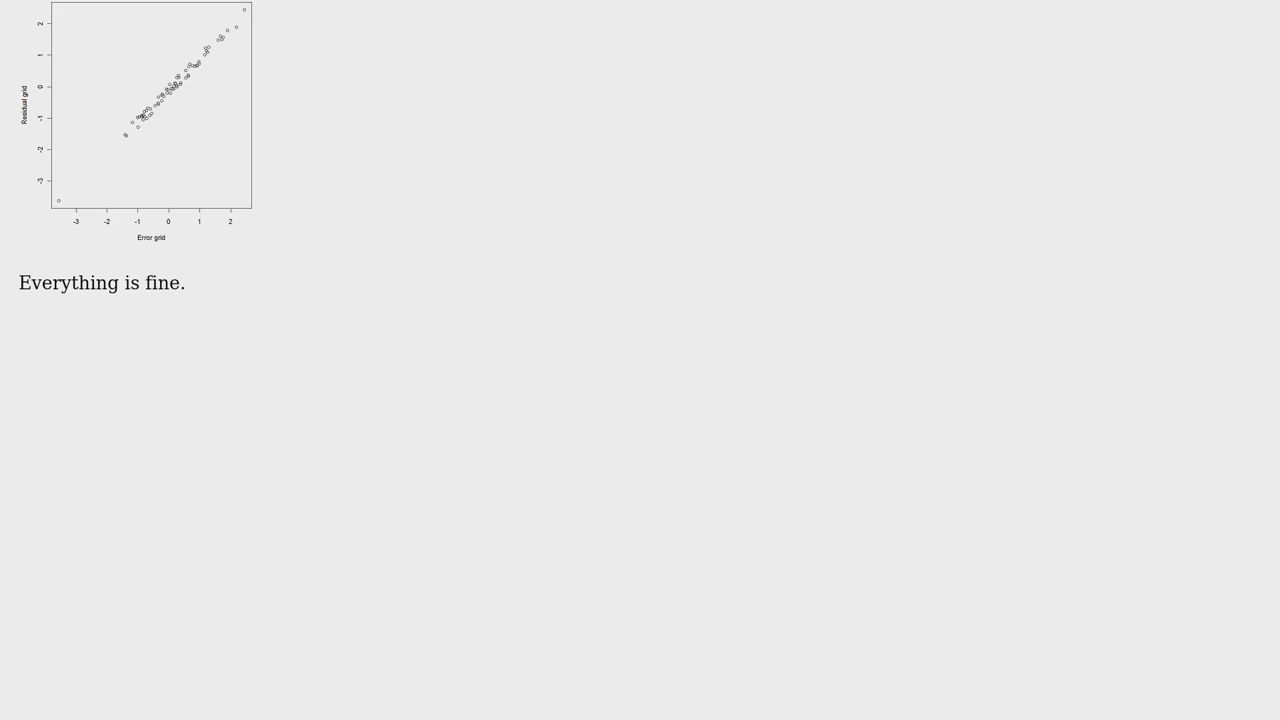 2
1
0
-1
-2
-3
Residual grid
-3 -2 -1 0 1 2
Error grid
Everything is fine.